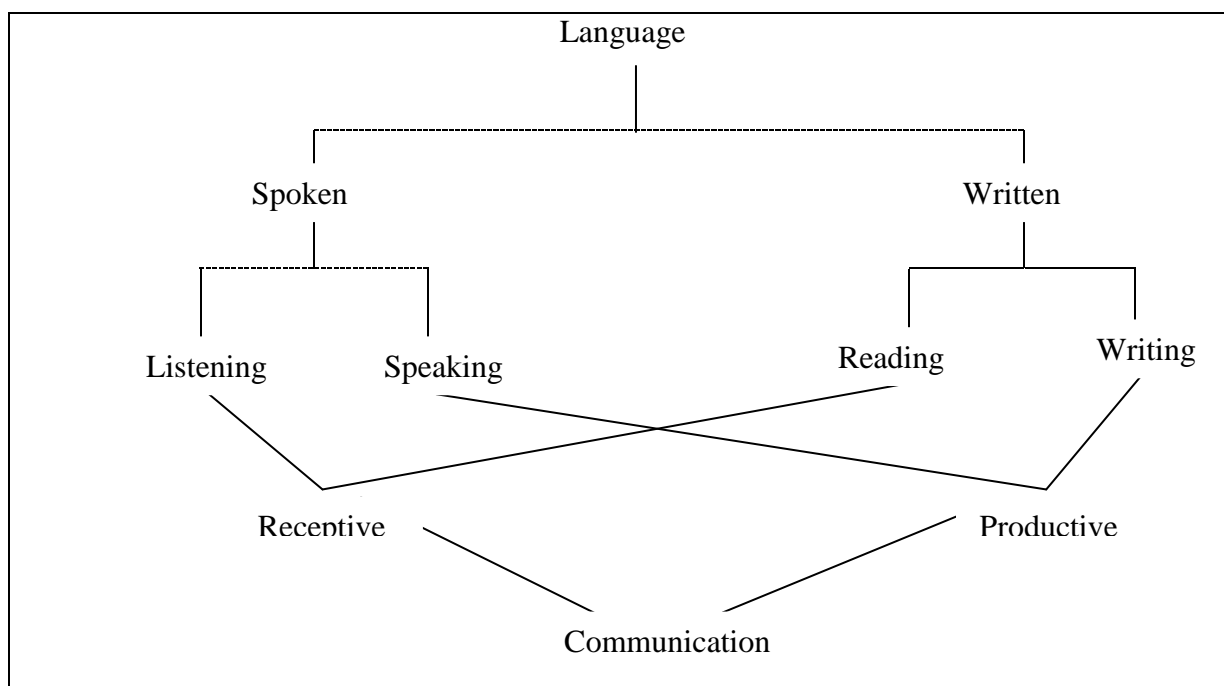 Language
Spoken Written
Listening Speaking Reading Writing
Receptive Productive
Communication